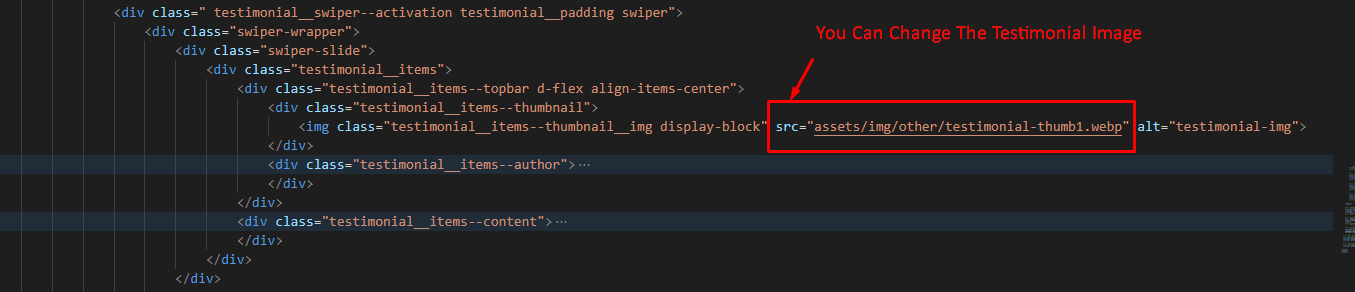 <div class=" testimonial__swiper--activation testimonial__padding swiper">
<div class="swiper-wrapper">
You Can Change The Testimonial Image
<div class="swiper-slide">
<div class="testimonial__items">
<div class="testimonial__items--topbar d-flex align-items-center">
<div class="testimonial__items--thumbnail">
<img class="testimonial__items--thumbnail__img display-block" src="assets/img/other/testimonial-thumb1.webp" alt="testimonial-img">
</div>
<div class="testimonial__items--author">···
</div>
</div>
<div class="testimonial__items--content">···
</div>
</div>
</div>